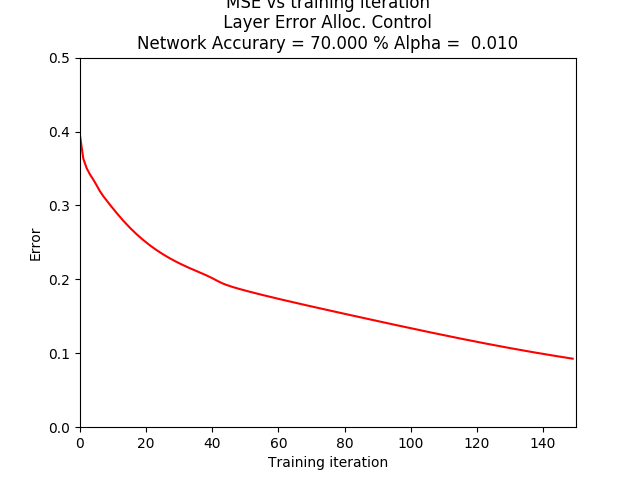 MSE vs training iteration
Layer Error Alloc. Control
Network Accurary = 70.000 % Alpha =  0.010
0.5
0.4
0.3
0.2
0.1
0.0
Error
0 20 40 60 80 100 120 140
Training iteration